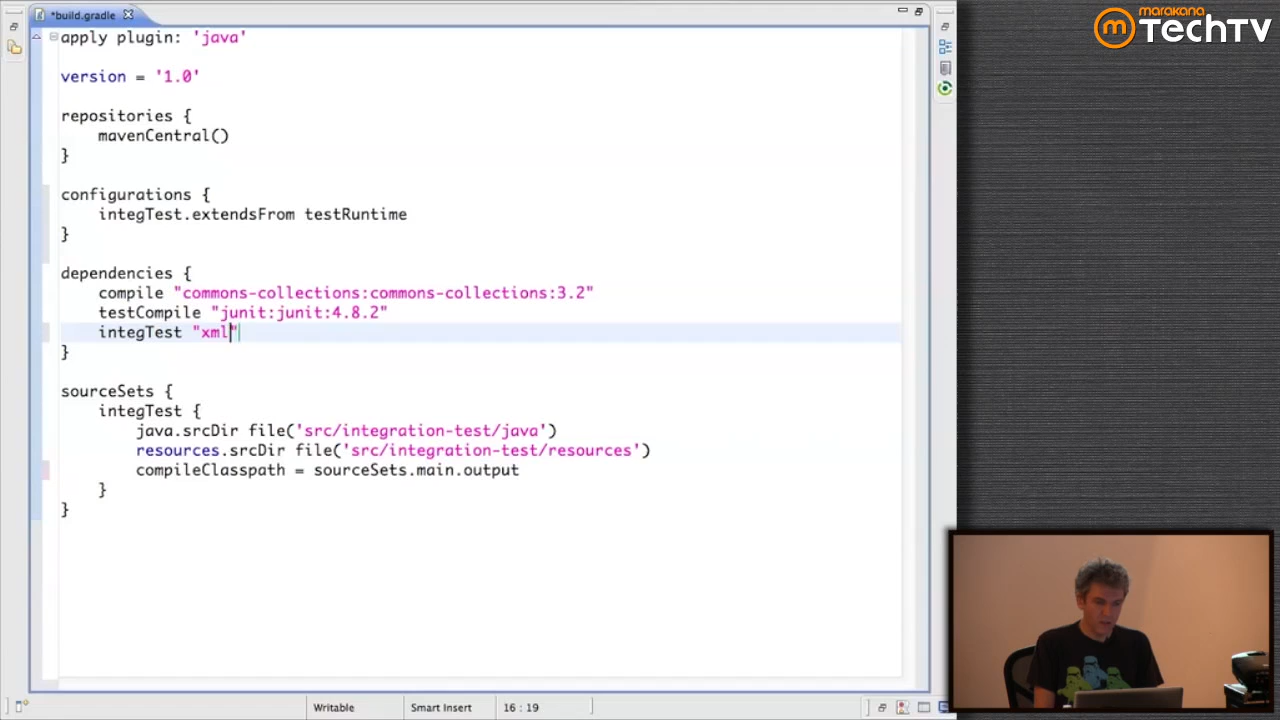 *build.gradle
marakana
TechTV
apply plugin: 'java'
version = '1.0'
repositories {
mavenCentral()
}
configurations {
integTest.extendsFrom testRuntime
}
dependencies {
compile "commons-collections:commons-collections:3.2"
testCompile "junit:junit:4.8.2"
integTest "xml"
}
sourceSets {
integTest {
java.srcDir file('src/integration-test/java')
resources.srcDir file('src/integration-test/resources')
compileClasspath = sourceSets.main.output
}
}
Writable
Smart Insert
16 : 19